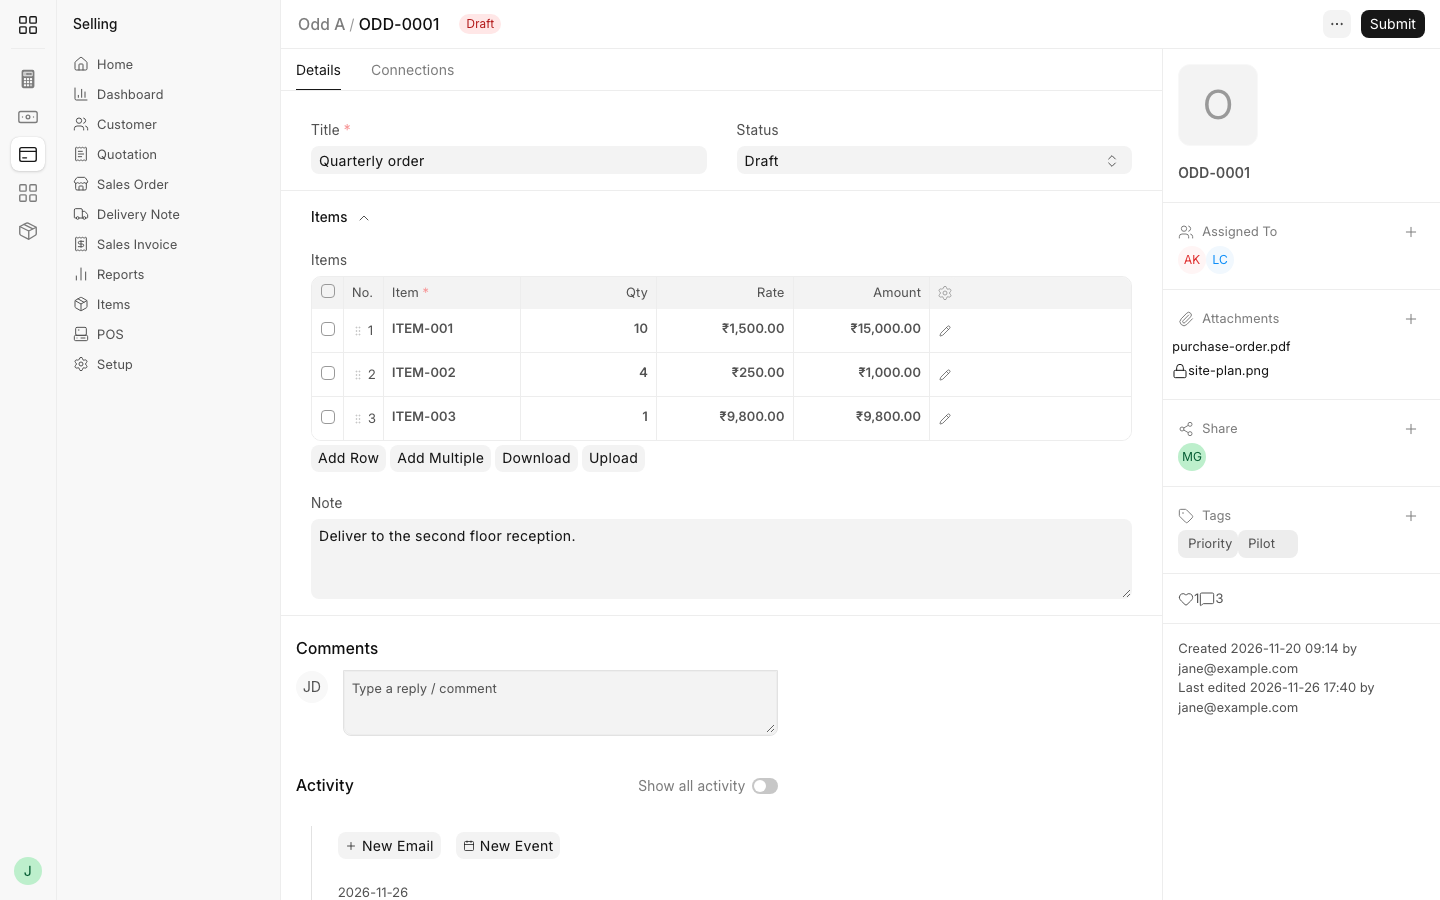 Selling
Home
Dashboard
Customer
Quotation
Sales Order
Delivery Note
Sales Invoice
Reports
Items
POS
Setup
J
Odd A / ODD-0001 Draft
... Submit
Details Connections
Title * Status
Quarterly order Draft
Items
Items
No. Item * Qty Rate Amount
1 ITEM-001 10 ₹1,500.00 ₹15,000.00
2 ITEM-002 4 ₹250.00 ₹1,000.00
3 ITEM-003 1 ₹9,800.00 ₹9,800.00
Add Row Add Multiple Download Upload
Note
Deliver to the second floor reception.
Comments
JD Type a reply / comment
Activity Show all activity
New Email New Event
2026-11-26
O
ODD-0001
Assigned To
AK LC
Attachments
purchase-order.pdf
site-plan.png
Share
MG
Tags
Priority Pilot
1 3
Created 2026-11-20 09:14 by
jane@example.com
Last edited 2026-11-26 17:40 by
jane@example.com